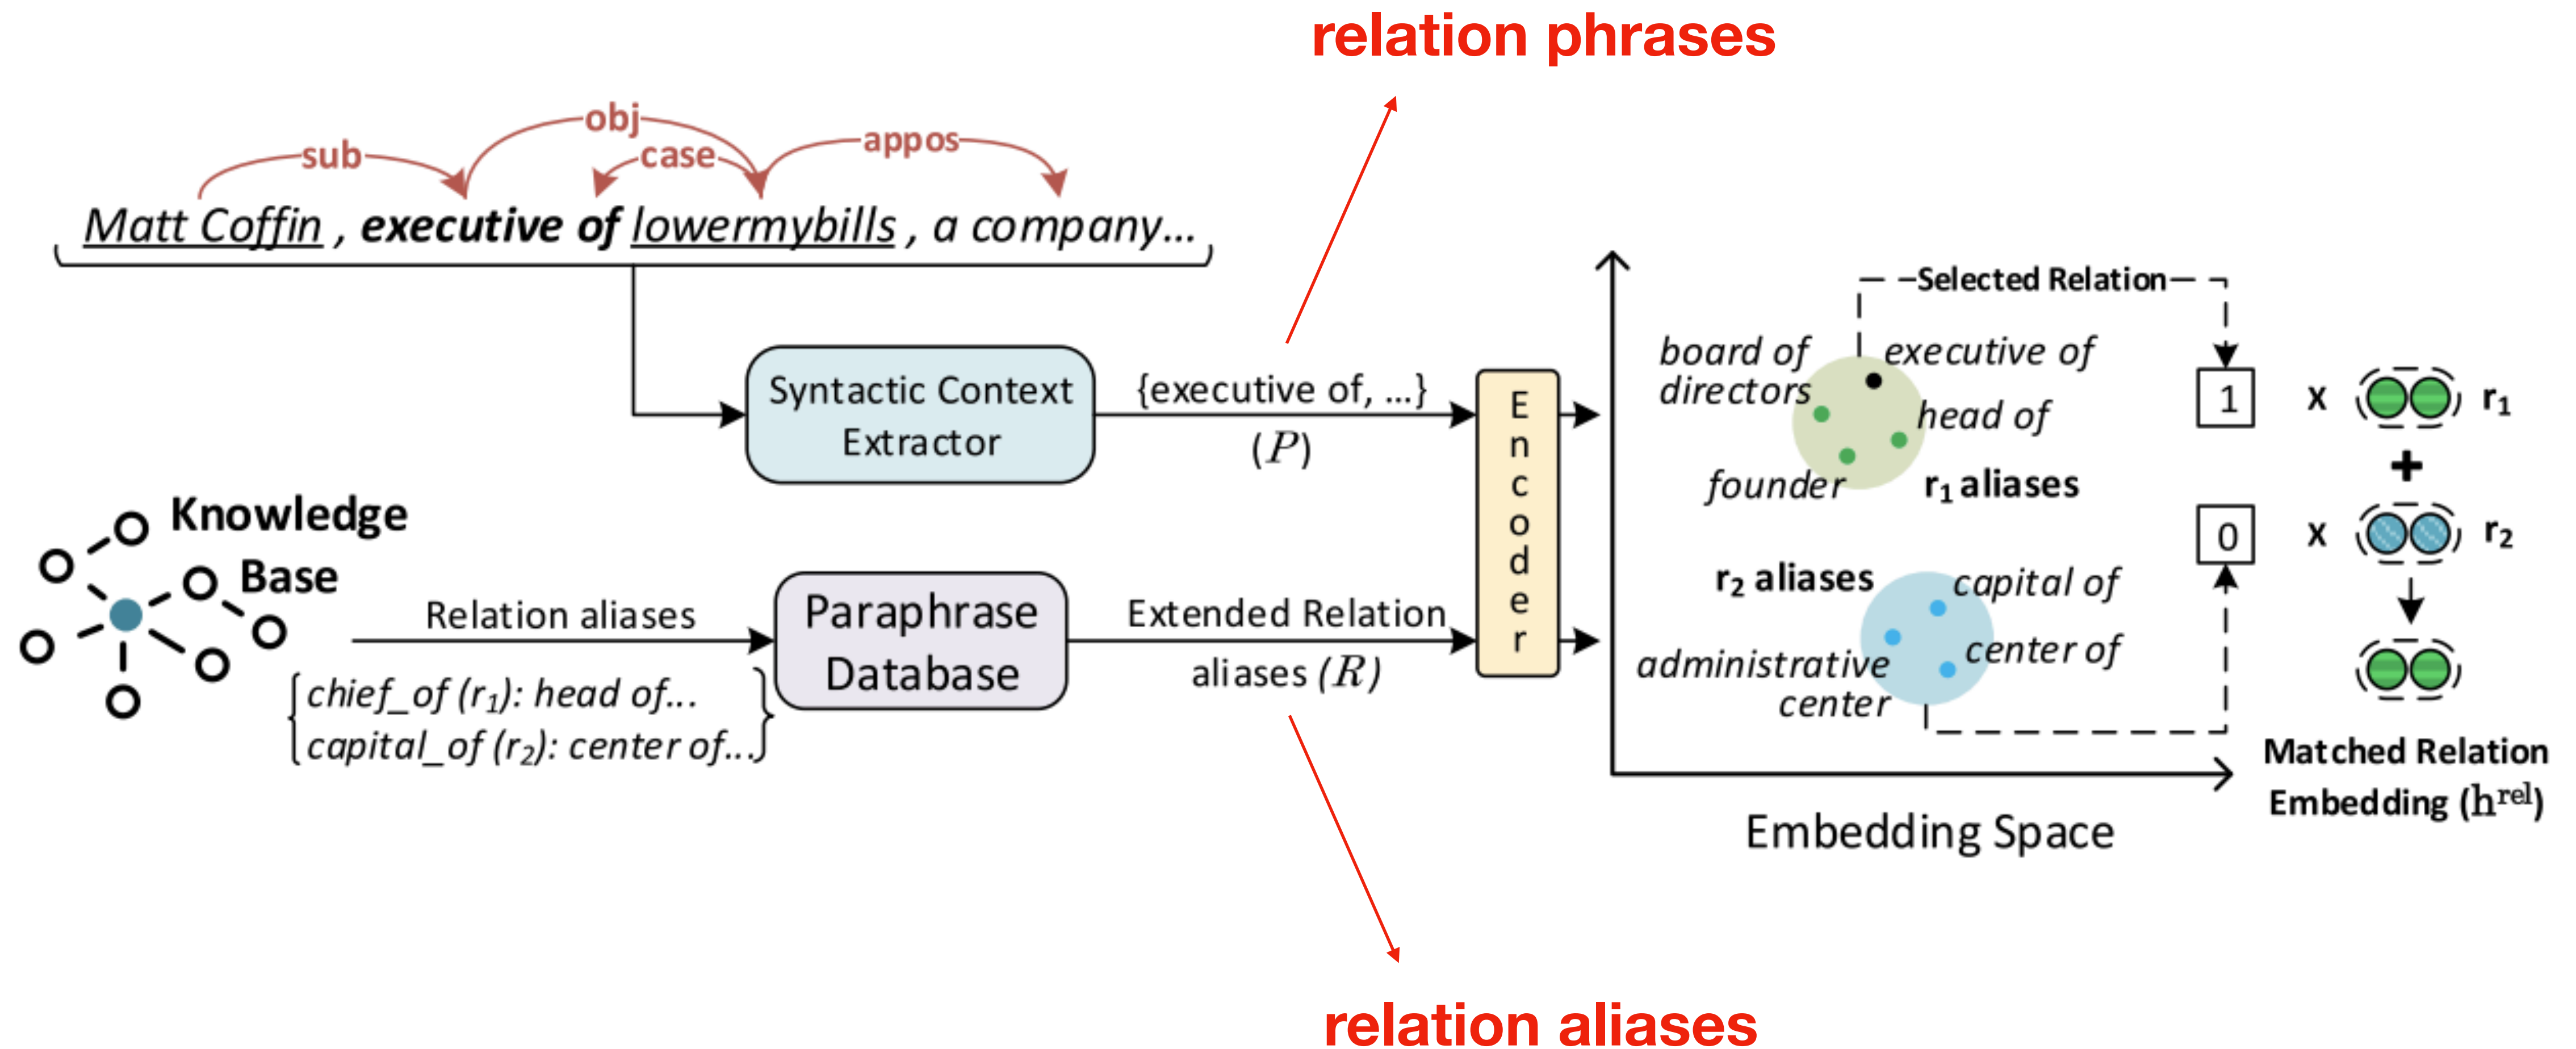 relation phrases
sub
obj
case
appos
Matt Coffin , executive of lowermybills , a company...
Syntactic Context
Extractor
{executive of, ...}
(P)
Knowledge
Base
Relation aliases
chief_of (r1): head of...
capital_of (r2): center of...
Paraphrase
Database
Extended Relation
aliases (R)
Encoder
Selected Relation
board of
directors
executive of
head of
founder
r1 aliases
r2 aliases
capital of
center of
administrative
center
Embedding Space
1 x r1
+
0 x r2
Matched Relation
Embedding (h^rel)
relation aliases